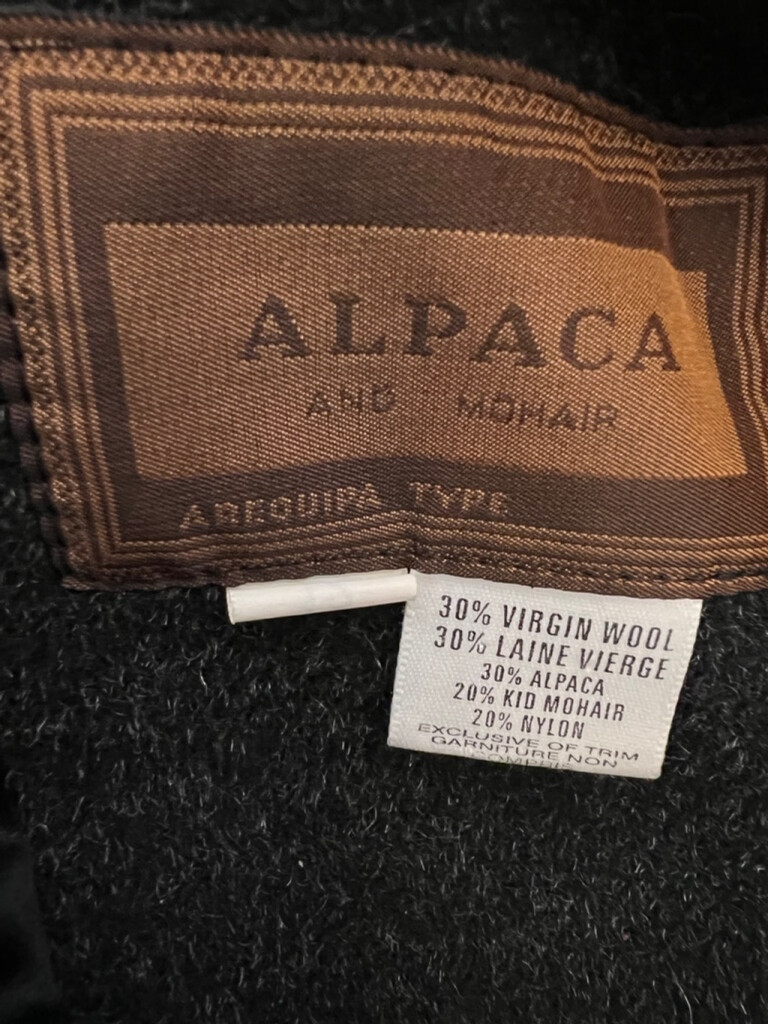 ALPACA
AND MOHAIR
AREQUIPA TYPE
30% VIRGIN WOOL
30% LAINE VIERGE
30% ALPACA
20% KID MOHAIR
20% NYLON
EXCLUSIVE OF TRIM
GARNITURE NON
COMPRIS